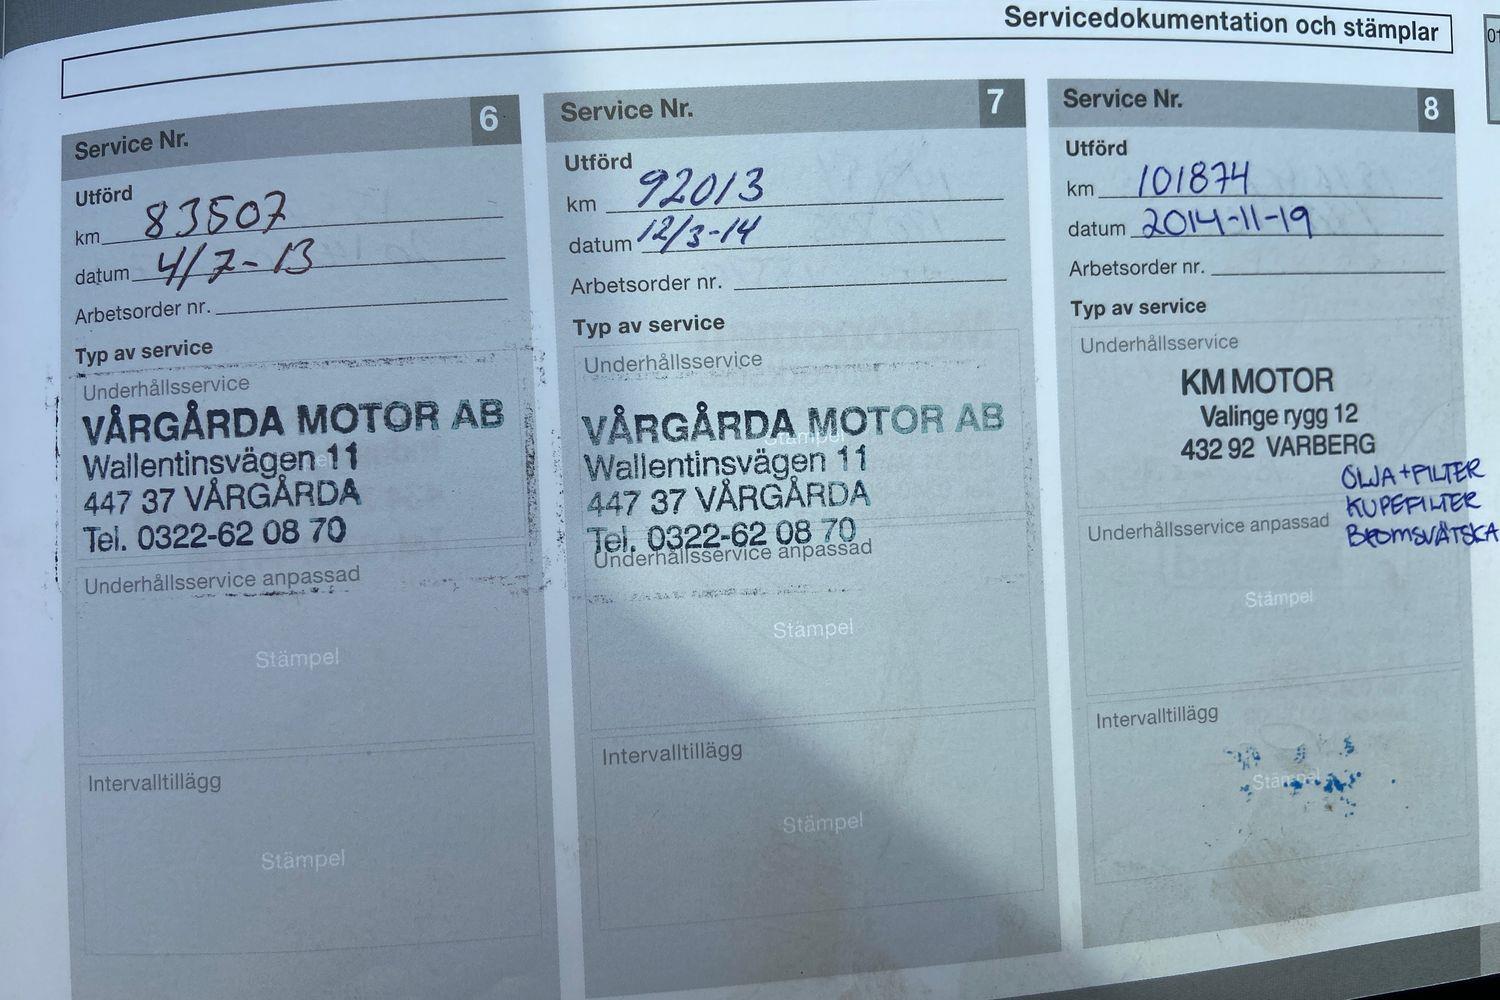 Servicedokumentation och stämplar
01
Service Nr. 6
Utförd
km 83507
datum 4/7-13
Arbetsorder nr.
Typ av service
Underhållsservice
VÅRGÅRDA MOTOR AB
Wallentinsvägen 11
447 37 VÅRGÅRDA
Tel. 0322-62 08 70
Underhållsservice anpassad
Stämpel
Intervalltillägg
Stämpel
Service Nr. 7
Utförd
km 92013
datum 12/3-14
Arbetsorder nr.
Typ av service
Underhållsservice
VÅRGÅRDA MOTOR AB
Stämpel
Wallentinsvägen 11
447 37 VÅRGÅRDA
Tel. 0322-62 08 70
Underhållsservice anpassad
Stämpel
Intervalltillägg
Stämpel
Service Nr. 8
Utförd
km 101874
datum 2014-11-19
Arbetsorder nr.
Typ av service
Underhållsservice
KM MOTOR
Valinge rygg 12
432 92 VARBERG
OLJA+FILTER
KUPEFILTER
BROMSVÄTSKA
Underhållsservice anpassad
Stämpel
Intervalltillägg
Stämpel